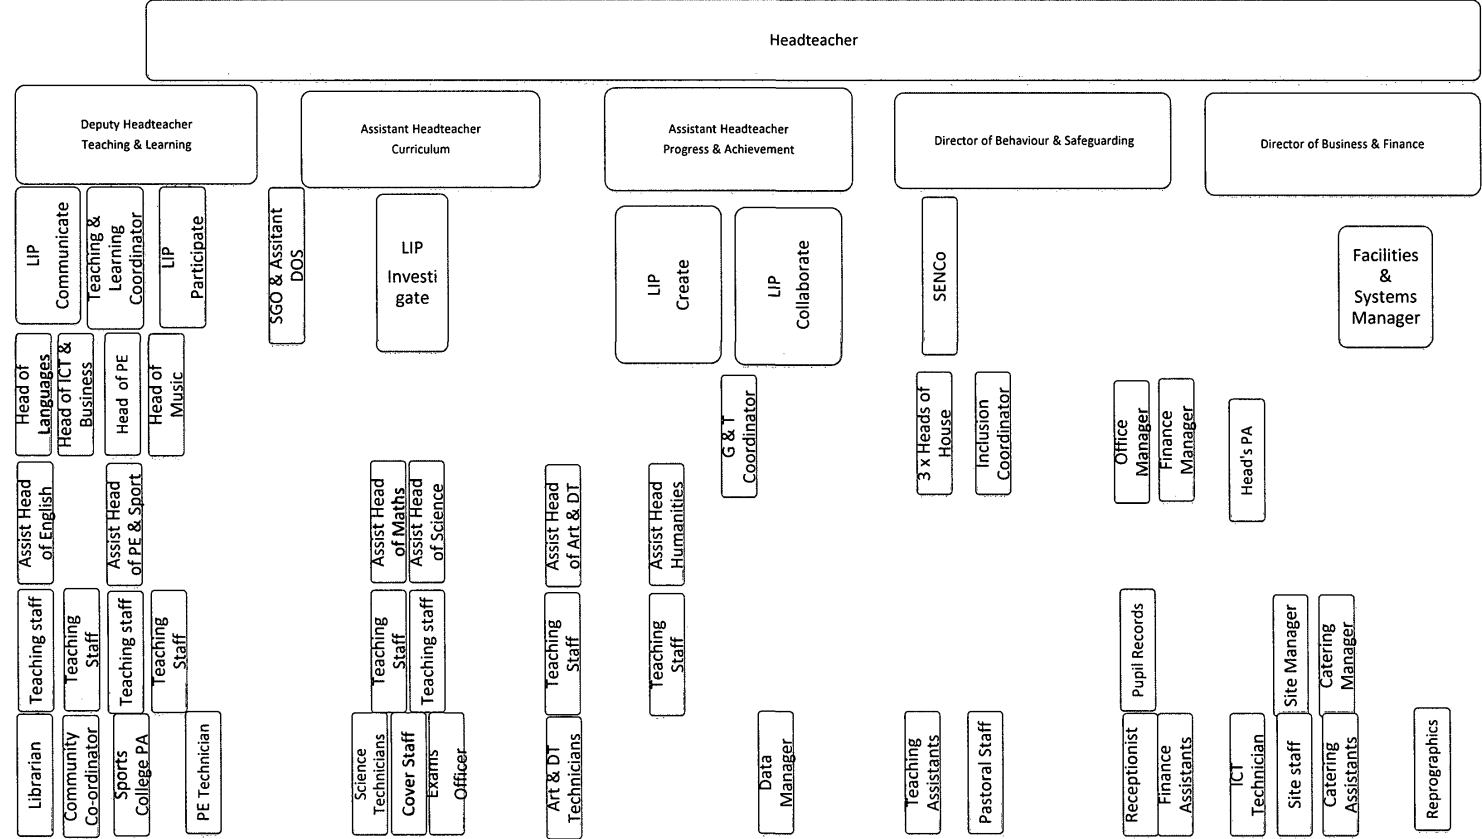 Headteacher
Deputy Headteacher
Teaching & Learning
Assistant Headteacher
Curriculum
Assistant Headteacher
Progress & Achievement
Director of Behaviour & Safeguarding
Director of Business & Finance
LIP
Communicate
Teaching &
Learning
Coordinator
LIP
Participate
SGO & Assitant
DOS
LIP
Investi
gate
LIP
Create
LIP
Collaborate
SENCo
Facilities
&
Systems
Manager
Head of
Languages
Head of ICT &
Business
Head of PE
Head of
Music
G & T
Coordinator
3 x Heads of
House
Inclusion
Coordinator
Office
Manager
Finance
Manager
Head's PA
Assist Head
of English
Assist Head
of PE & Sport
Assist Head
of Maths
Assist Head
of Science
Assist Head
of Art & DT
Assist Head
Humanities
Teaching staff
Teaching
Staff
Teaching staff
Teaching
Staff
Teaching
Staff
Teaching staff
Teaching
Staff
Teaching
Staff
Pupil Records
Site Manager
Catering
Manager
Librarian
Community
Co-ordinator
Sports
College PA
PE Technician
Science
Technicians
Cover Staff
Exams
Officer
Art & DT
Technicians
Data
Manager
Teaching
Assistants
Pastoral Staff
Receptionist
Finance
Assistants
ICT
Technician
Site staff
Catering
Assistants
Reprographics